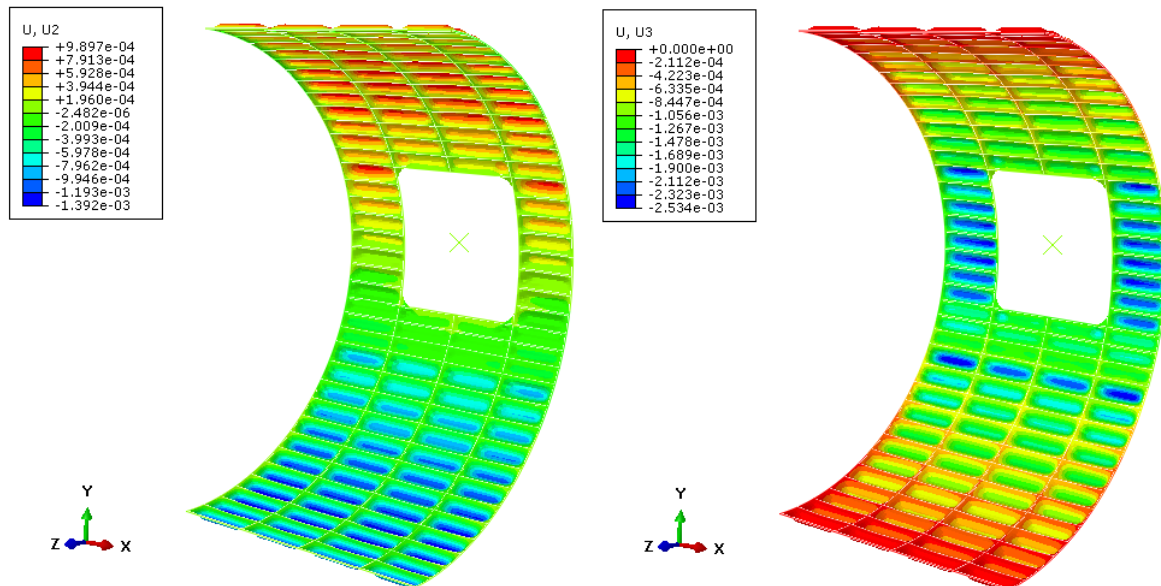 U, U2
+9.897e-04
+7.913e-04
+5.928e-04
+3.944e-04
+1.960e-04
-2.482e-06
-2.009e-04
-3.993e-04
-5.978e-04
-7.962e-04
-9.946e-04
-1.193e-03
-1.392e-03
Y
Z
X
U, U3
+0.000e+00
-2.112e-04
-4.223e-04
-6.335e-04
-8.447e-04
-1.056e-03
-1.267e-03
-1.478e-03
-1.689e-03
-1.900e-03
-2.112e-03
-2.323e-03
-2.534e-03
Y
Z
X